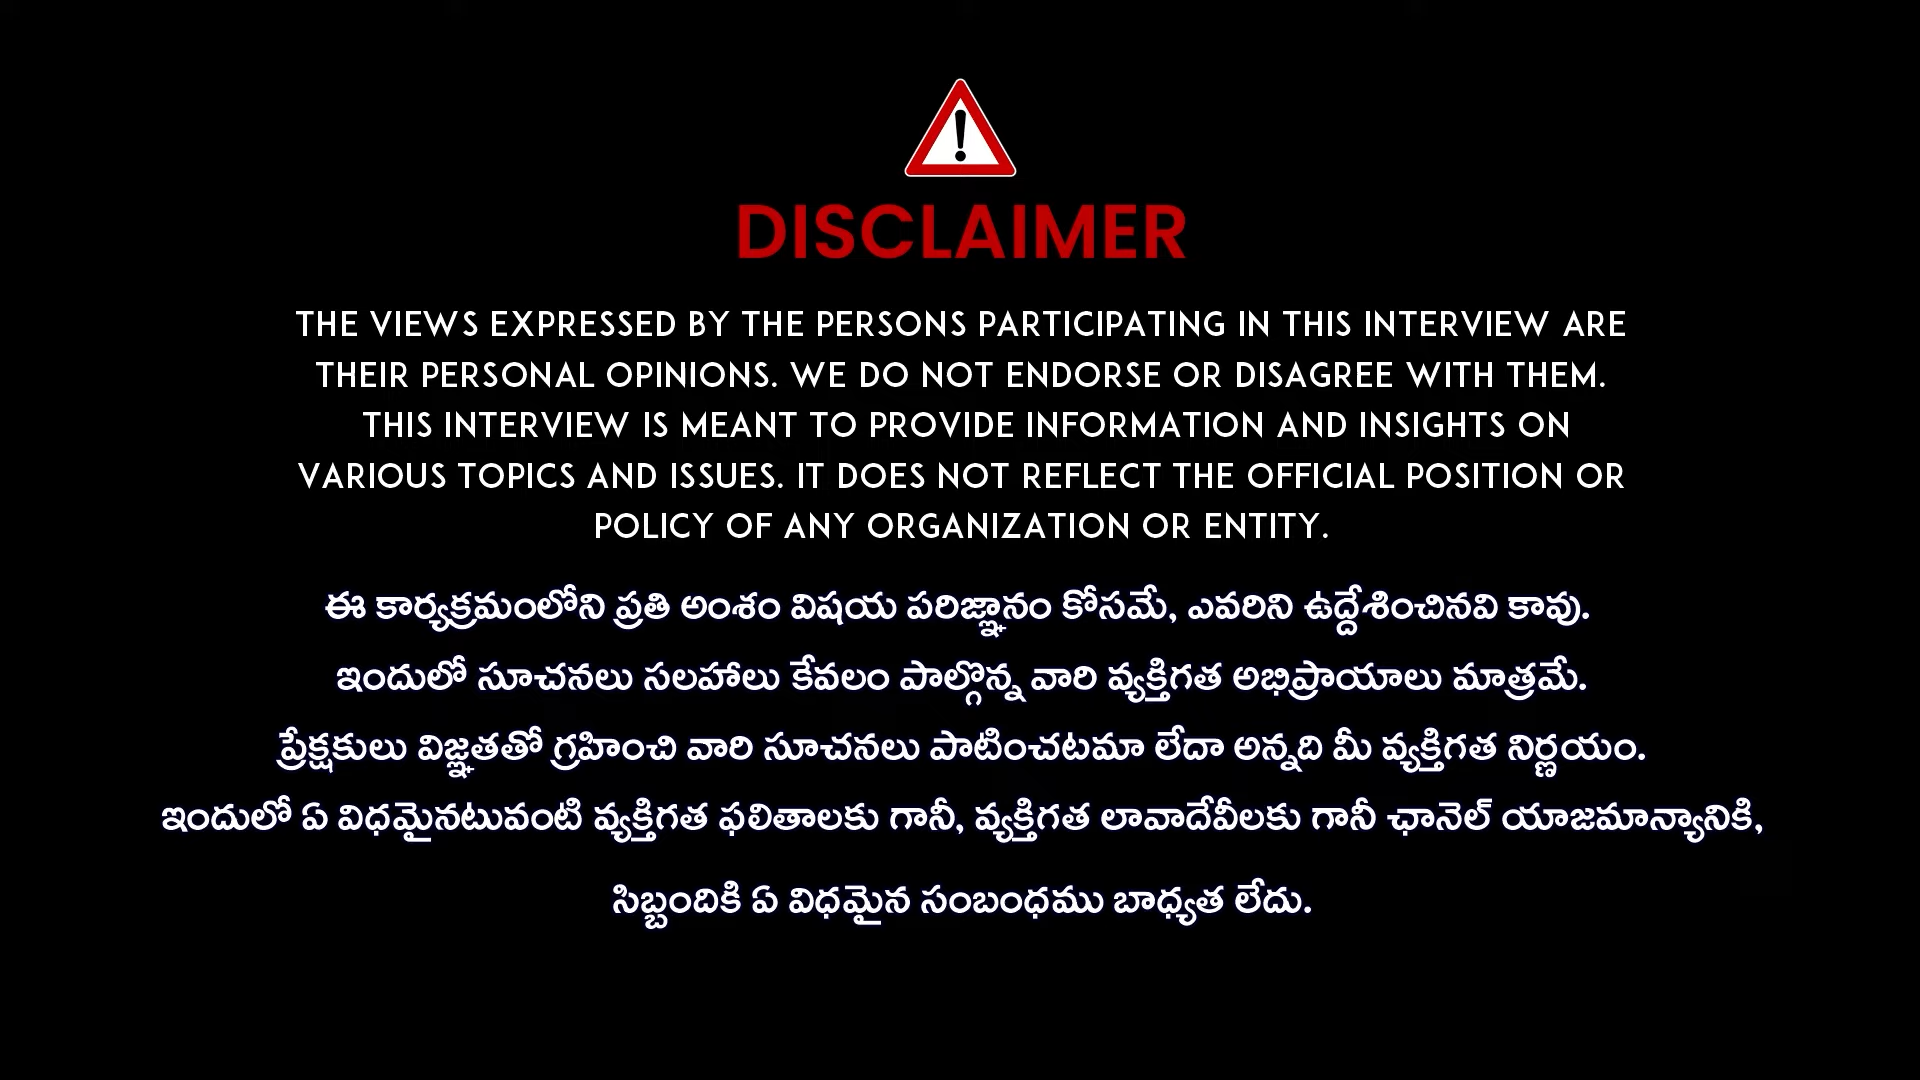 DISCLAIMER
THE VIEWS EXPRESSED BY THE PERSONS PARTICIPATING IN THIS INTERVIEW ARE
THEIR PERSONAL OPINIONS. WE DO NOT ENDORSE OR DISAGREE WITH THEM.
THIS INTERVIEW IS MEANT TO PROVIDE INFORMATION AND INSIGHTS ON
VARIOUS TOPICS AND ISSUES. IT DOES NOT REFLECT THE OFFICIAL POSITION OR
POLICY OF ANY ORGANIZATION OR ENTITY.
ఈ కార్యక్రమంలోని ప్రతి అంశం విషయ పరిజ్ఞానం కోసమే, ఎవరిని ఉద్దేశించినవి కావు.
ఇందులో సూచనలు సలహాలు కేవలం పాల్గొన్న వారి వ్యక్తిగత అభిప్రాయాలు మాత్రమే.
ప్రేక్షకులు విజ్ఞతతో గ్రహించి వారి సూచనలు పాటించటమా లేదా అన్నది మీ వ్యక్తిగత నిర్ణయం.
ఇందులో ఏ విధమైనటువంటి వ్యక్తిగత ఫలితాలకు గానీ, వ్యక్తిగత లావాదేవీలకు గానీ ఛానెల్ యాజమాన్యానికి,
సిబ్బందికి ఏ విధమైన సంబంధము బాధ్యత లేదు.